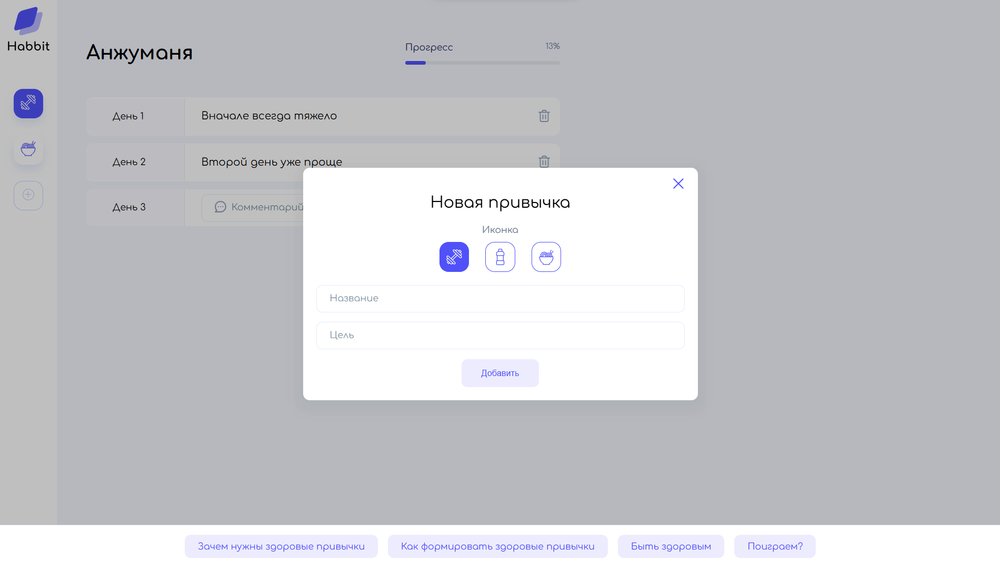 Habbit
Анжуманя
Прогресс
13%
День 1
Вначале всегда тяжело
День 2
Второй день уже проще
День 3
Комментарий
Новая привычка
Иконка
Название
Цель
Добавить
Зачем нужны здоровые привычки
Как формировать здоровые привычки
Быть здоровым
Поиграем?